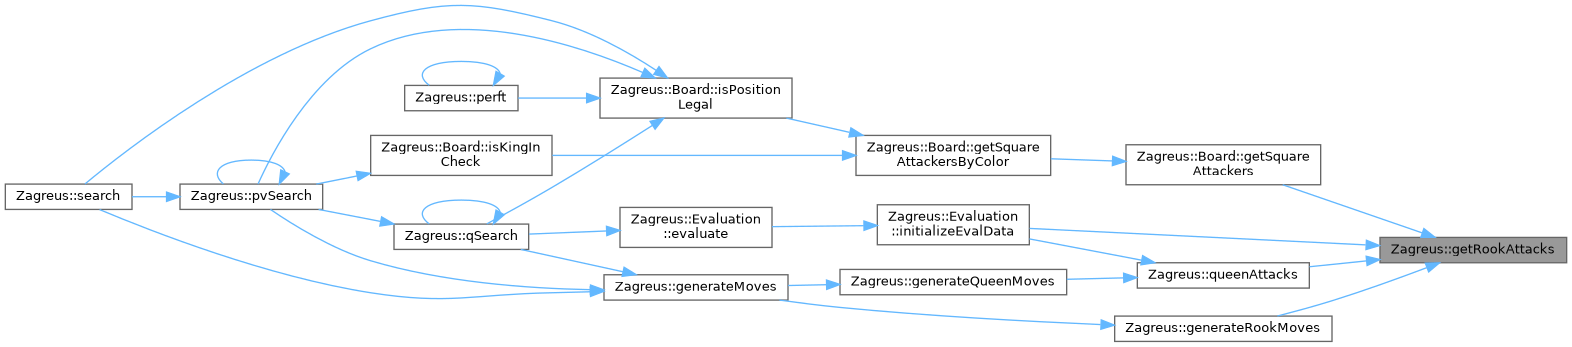 Zagreus::Board::isPosition
Legal
Zagreus::perft
Zagreus::Board::isKingIn
Check
Zagreus::Board::getSquare
AttackersByColor
Zagreus::Board::getSquare
Attackers
Zagreus::search
Zagreus::pvSearch
Zagreus::qSearch
Zagreus::Evaluation
::evaluate
Zagreus::Evaluation
::initializeEvalData
Zagreus::getRookAttacks
Zagreus::queenAttacks
Zagreus::generateMoves
Zagreus::generateQueenMoves
Zagreus::generateRookMoves